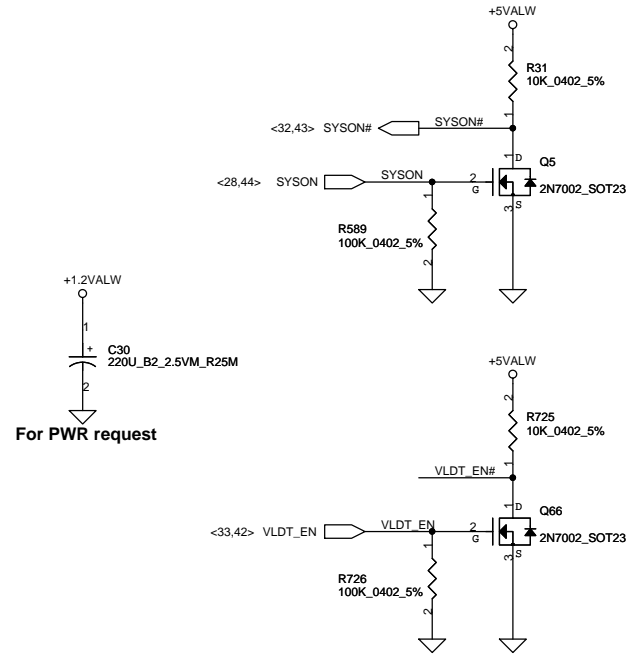 +5VALW
2
R31
10K_0402_5%
1
<32,43> SYSON#
SYSON#
1 D
Q5
2N7002_SOT23
<28,44> SYSON
SYSON
2
G
S
3
1
R589
100K_0402_5%
2
+1.2VALW
1
+
C30
220U_B2_2.5VM_R25M
2
For PWR request
+5VALW
2
R725
10K_0402_5%
1
VLDT_EN#
1 D
Q66
2N7002_SOT23
<33,42> VLDT_EN
VLDT_EN
2
G
S
3
1
R726
100K_0402_5%
2